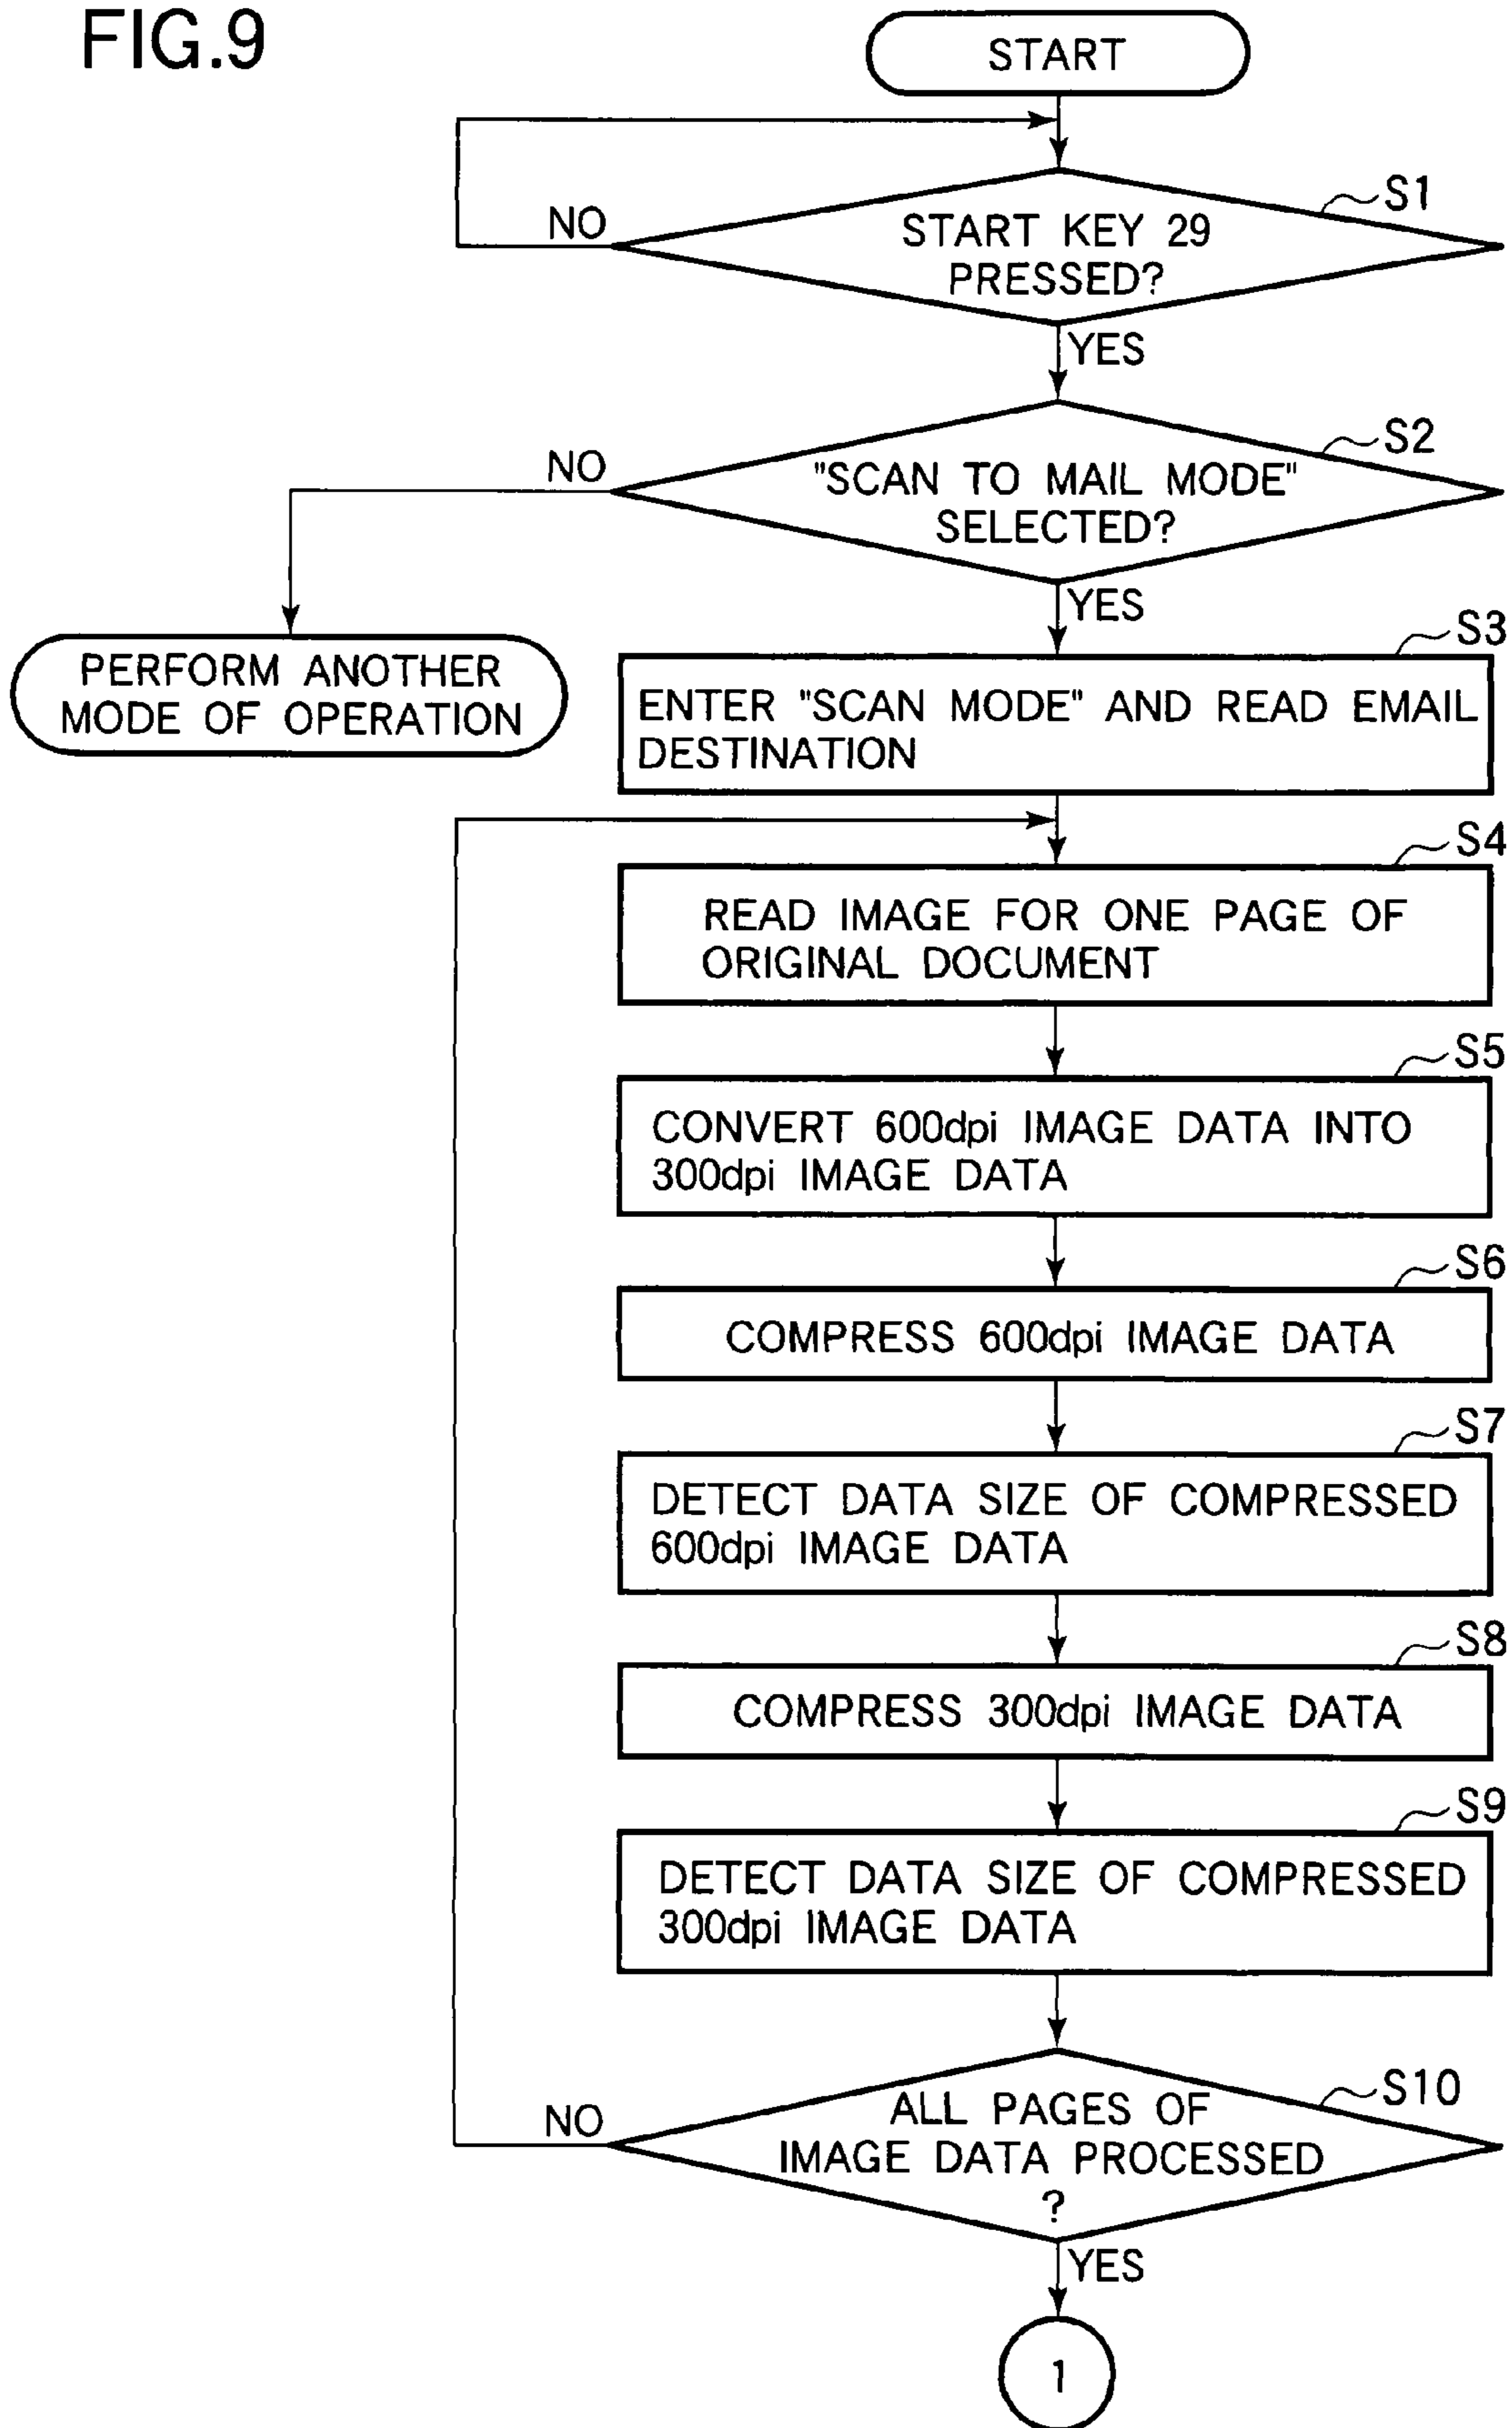 FIG.9
START
S1
NO
START KEY 29
PRESSED?
YES
S2
NO
"SCAN TO MAIL MODE"
SELECTED?
YES
S3
PERFORM ANOTHER
MODE OF OPERATION
ENTER "SCAN MODE" AND READ EMAIL
DESTINATION
S4
READ IMAGE FOR ONE PAGE OF
ORIGINAL DOCUMENT
S5
CONVERT 600dpi IMAGE DATA INTO
300dpi IMAGE DATA
S6
COMPRESS 600dpi IMAGE DATA
S7
DETECT DATA SIZE OF COMPRESSED
600dpi IMAGE DATA
S8
COMPRESS 300dpi IMAGE DATA
S9
DETECT DATA SIZE OF COMPRESSED
300dpi IMAGE DATA
S10
NO
ALL PAGES OF
IMAGE DATA PROCESSED
?
YES
1